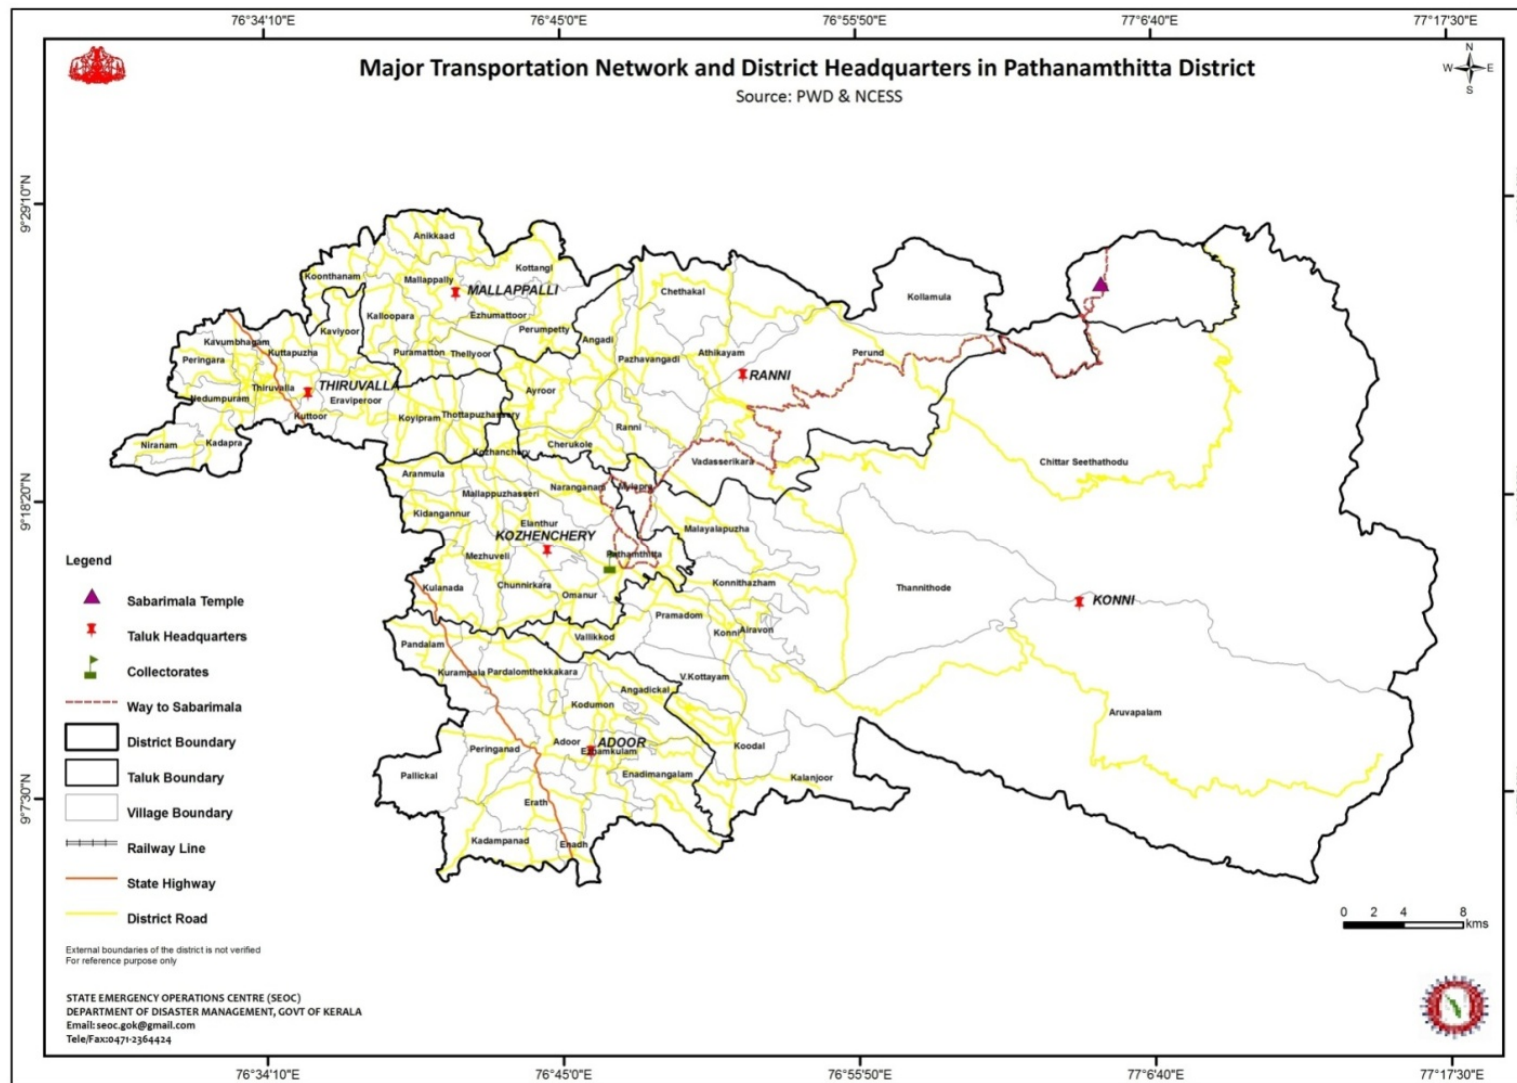 76°34'10"E
76°45'0"E
76°55'50"E
77°6'40"E
77°17'30"E
Major Transportation Network and District Headquarters in Pathanamthitta District
Source: PWD & NCESS
N
W E
S
9°29'10"N
9°18'20"N
9°7'30"N
Anikkaad
Kottangl
Koonthanam
Mallappally
MALLAPPALLI
Chethakal
Kollamula
Kalloopara
Ezhumattoor
Kaviyoor
Perumpetty
Angadi
Kavumbhagam
Kuttapuzha
Peringara
Puramatton
Thellyoor
Pazhavangadi
Athikayam
Perund
RANNI
Thiruvalla
THIRUVALLA
Nedumpuram
Eraviperoor
Ayroor
Kuttoor
Koyipram
Thottapuzhassery
Ranni
Niranam
Kadapra
Cherukole
Kozhanchery
Vadasserikara
Chittar Seethathodu
Aranmula
Naranganam
Mylapra
Mallappuzhasseri
Kidangannur
Elanthur
Malayalapuzha
KOZHENCHERY
Mezhuveli
Pathamthitta
Kulanada
Chunnirkara
Konnithazham
Thannithode
Omanur
KONNI
Pramadom
Konni
Airavon
Vallikkod
Pandalam
Kurampala
Pardalomthekkakara
V.Kottayam
Angadickal
Kodumon
Aruvapalam
Adoor
ADOOR
Peringanad
Ezhamkulam
Koodal
Pallickal
Enadimangalam
Kalanjoor
Erath
Kadampanad
Enadh
Legend
Sabarimala Temple
Taluk Headquarters
Collectorates
Way to Sabarimala
District Boundary
Taluk Boundary
Village Boundary
Railway Line
State Highway
District Road
External boundaries of the district is not verified
For reference purpose only
0 2 4 8
kms
STATE EMERGENCY OPERATIONS CENTRE (SEOC)
DEPARTMENT OF DISASTER MANAGEMENT, GOVT OF KERALA
Email: seoc.gok@gmail.com
Tele/Fax:0471-2364424
76°34'10"E
76°45'0"E
76°55'50"E
77°6'40"E
77°17'30"E